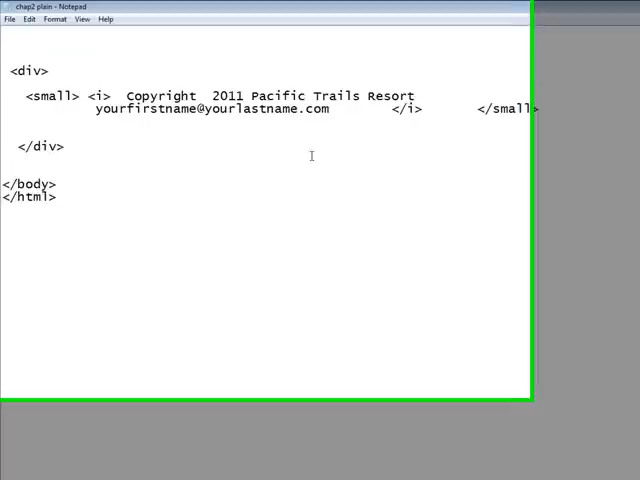 chap2 plain - Notepad
File Edit Format View Help
<div>
<small> <i> Copyright 2011 Pacific Trails Resort
yourfirstname@yourlastname.com </i> </small>
</div>
</body>
</html>